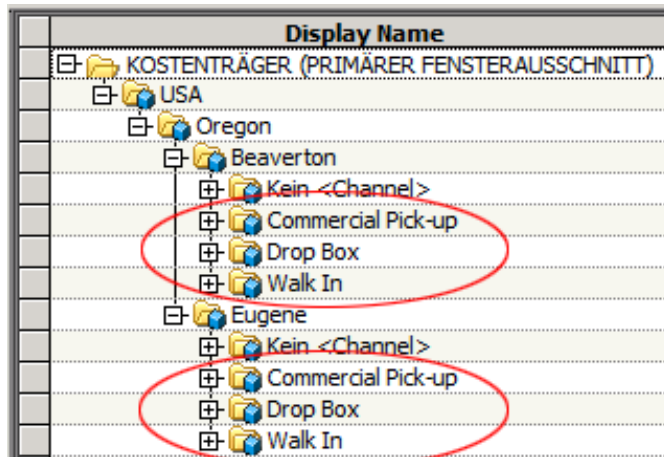 Display Name
KOSTENTRÄGER (PRIMÄRER FENSTERAUSSCHNITT)
USA
Oregon
Beaverton
Kein <Channel>
Commercial Pick-up
Drop Box
Walk In
Eugene
Kein <Channel>
Commercial Pick-up
Drop Box
Walk In